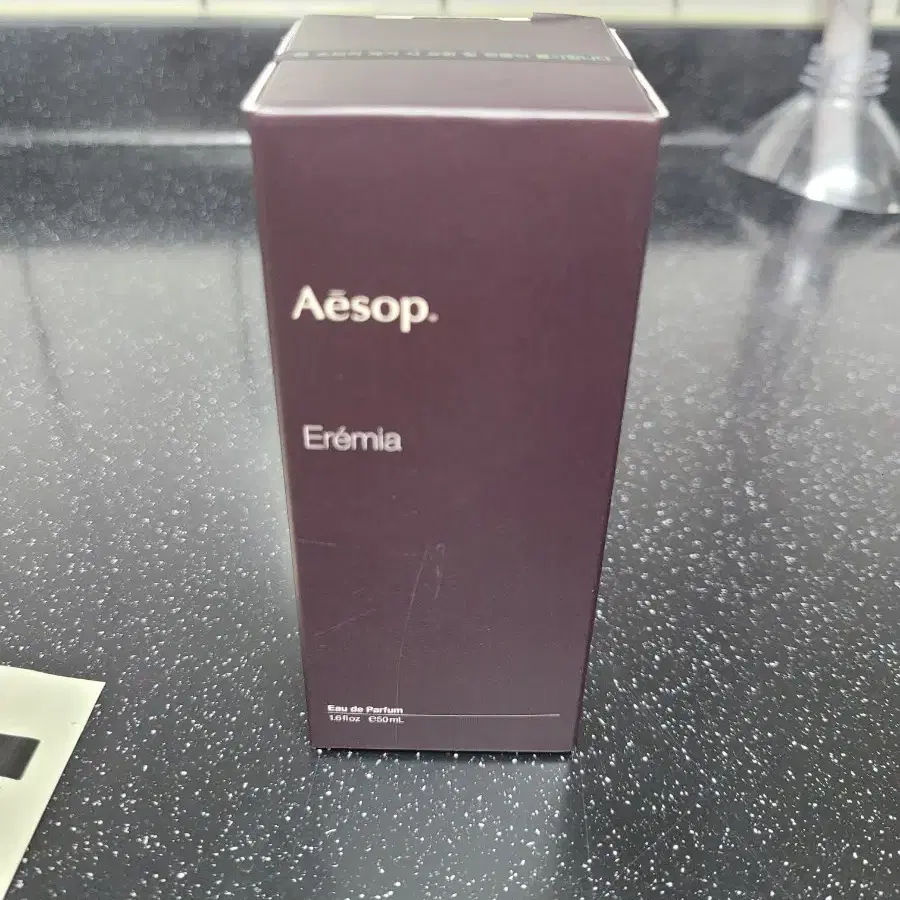 Aēsop.
Erémia
Eau de Parfum
1.6 fl oz ℮50 mL